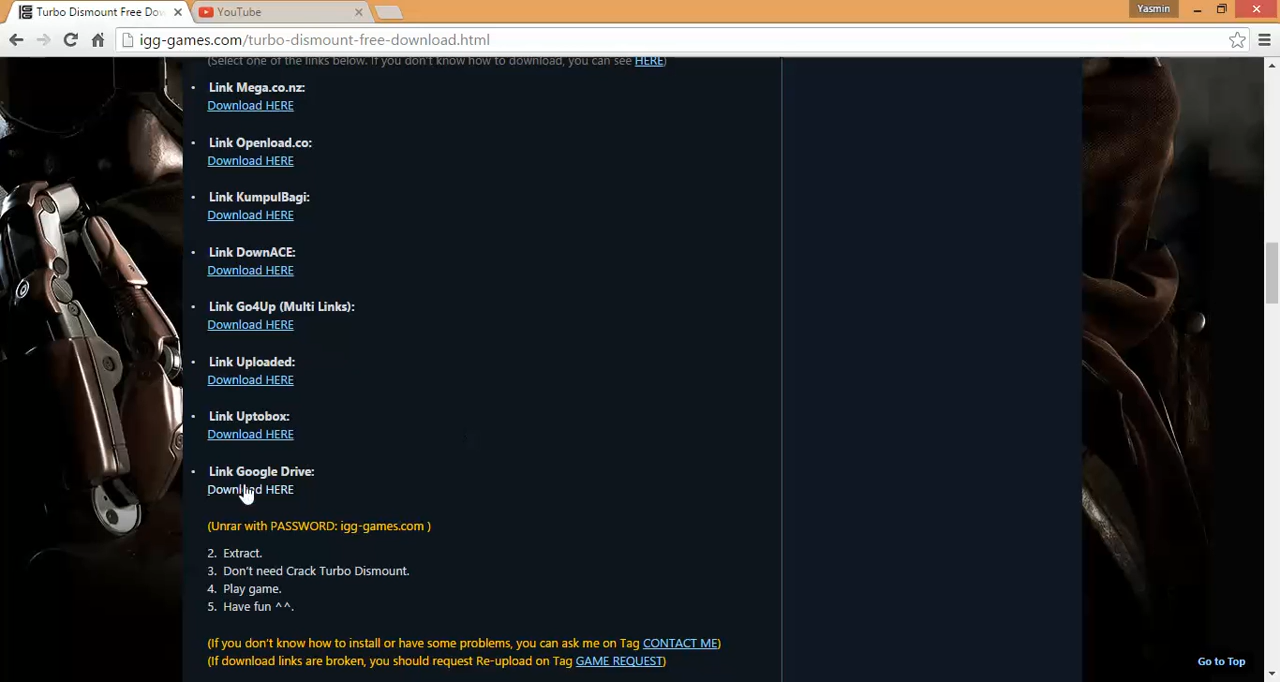 Turbo Dismount Free Dow
YouTube
Yasmin
igg-games.com/turbo-dismount-free-download.html
(Select one of the links below. If you don't know how to download, you can see HERE)
• Link Mega.co.nz:
Download HERE
• Link Openload.co:
Download HERE
• Link KumpulBagi:
Download HERE
• Link DownACE:
Download HERE
• Link Go4Up (Multi Links):
Download HERE
• Link Uploaded:
Download HERE
• Link Uptobox:
Download HERE
• Link Google Drive:
Download HERE
(Unrar with PASSWORD: igg-games.com )
2. Extract.
3. Don't need Crack Turbo Dismount.
4. Play game.
5. Have fun ^^.
(If you don't know how to install or have some problems, you can ask me on Tag CONTACT ME)
(If download links are broken, you should request Re-upload on Tag GAME REQUEST)
Go to Top